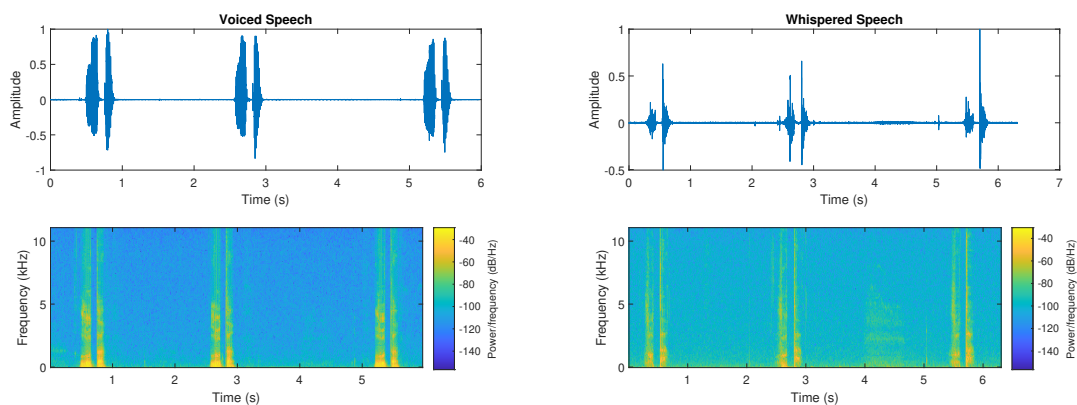 Voiced Speech
1
0.5
0
-0.5
-1
Amplitude
0 1 2 3 4 5 6
Time (s)
Whispered Speech
1
0.5
0
-0.5
Amplitude
0 1 2 3 4 5 6 7
Time (s)
10
5
0
Frequency (kHz)
1 2 3 4 5
Time (s)
-40
-60
-80
-100
-120
-140
Power/frequency (dB/Hz)
10
5
0
Frequency (kHz)
1 2 3 4 5 6
Time (s)
-40
-60
-80
-100
-120
-140
Power/frequency (dB/Hz)